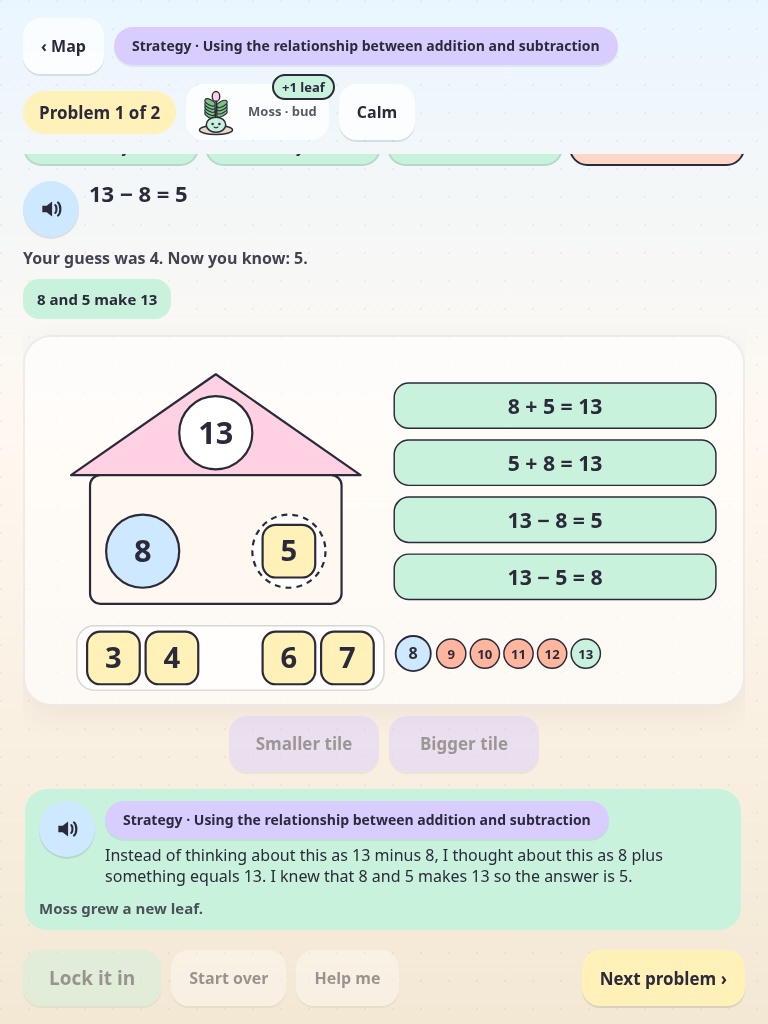 ‹ Map
Strategy · Using the relationship between addition and subtraction
Problem 1 of 2
+1 leaf
Moss · bud
Calm
13 − 8 = 5
Your guess was 4. Now you know: 5.
8 and 5 make 13
13
8
5
8 + 5 = 13
5 + 8 = 13
13 − 8 = 5
13 − 5 = 8
3 4 6 7
8 9 10 11 12 13
Smaller tile
Bigger tile
Strategy · Using the relationship between addition and subtraction
Instead of thinking about this as 13 minus 8, I thought about this as 8 plus
something equals 13. I knew that 8 and 5 makes 13 so the answer is 5.
Moss grew a new leaf.
Lock it in
Start over
Help me
Next problem ›